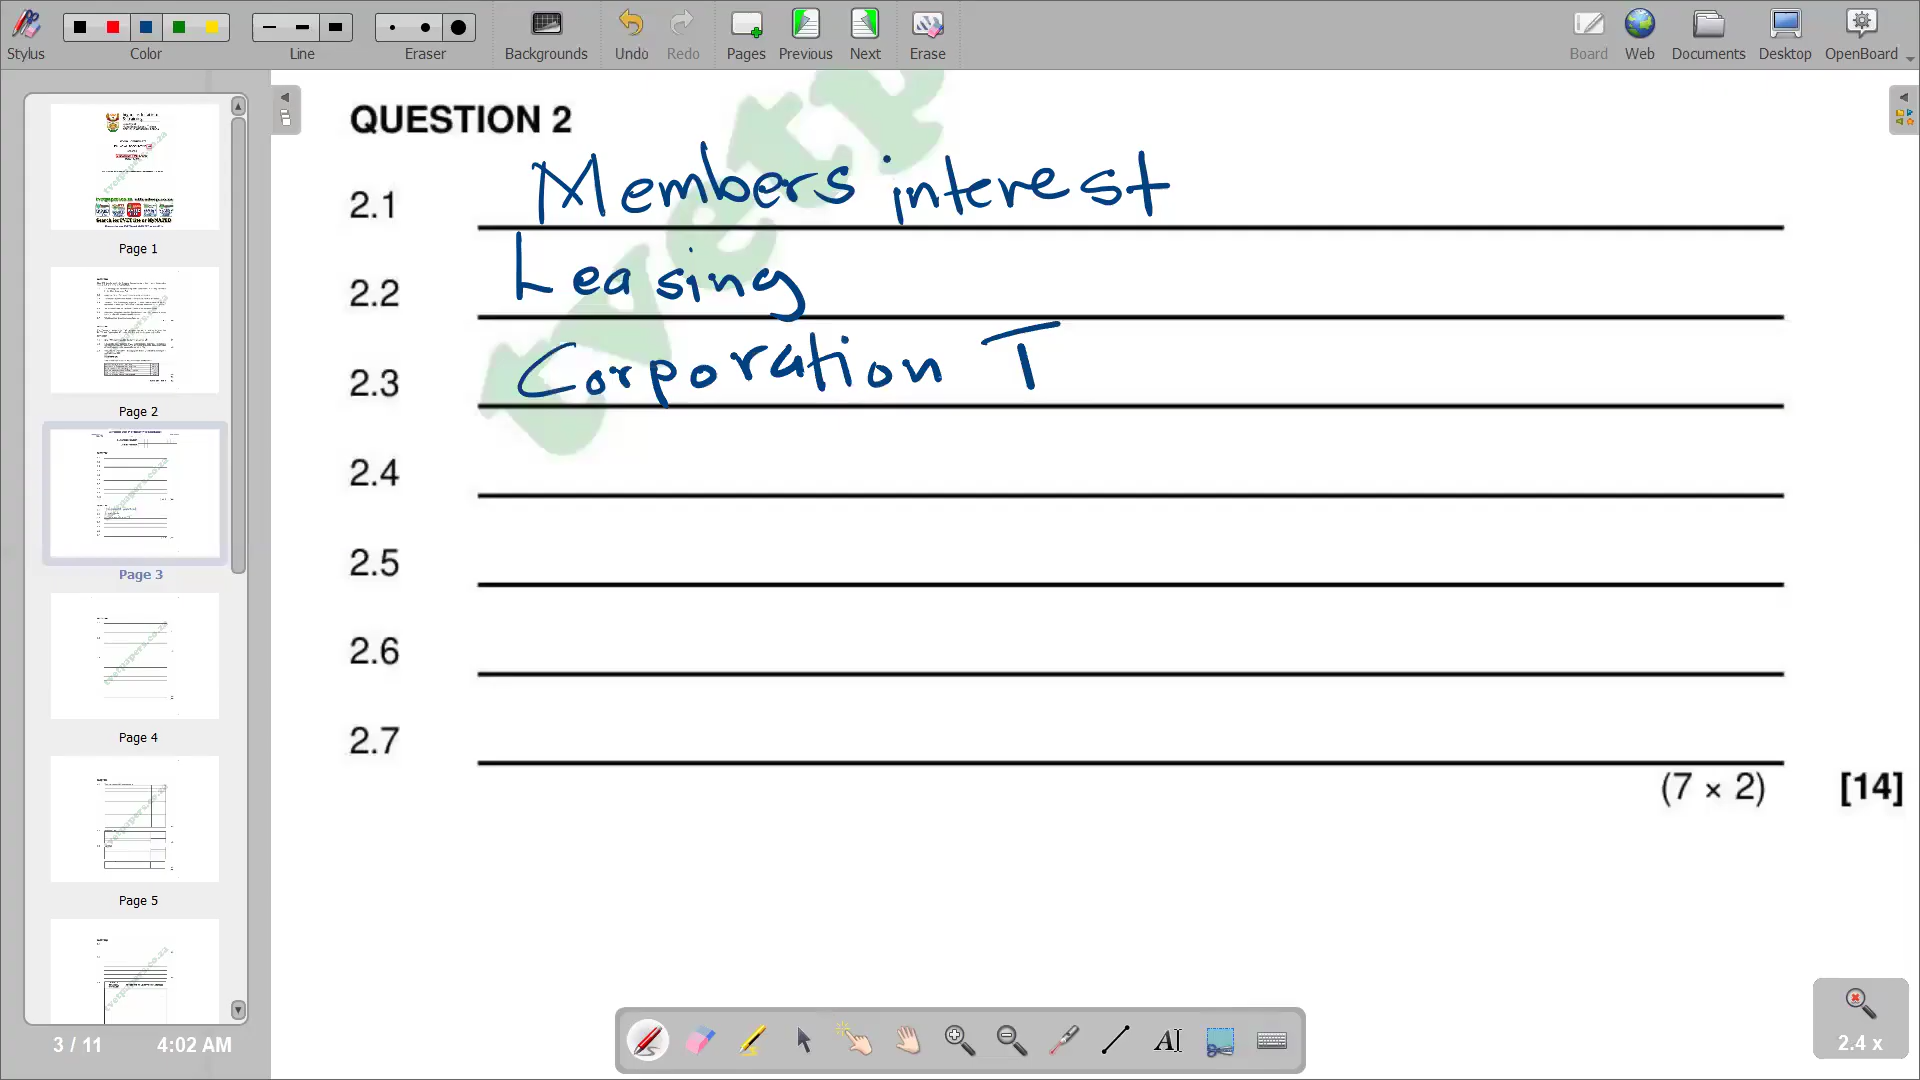 Stylus
Color
Line
Eraser
Backgrounds
Undo
Redo
Pages
Previous
Next
Erase
Board
Web
Documents
Desktop
OpenBoard
Page 1
Page 2
Page 3
Page 4
Page 5
3 / 11
4:02 AM
QUESTION 2
2.1 Members interest
2.2 Leasing
2.3 Corporation T
2.4
2.5
2.6
2.7
(7 × 2) [14]
tvetp
2.4 x